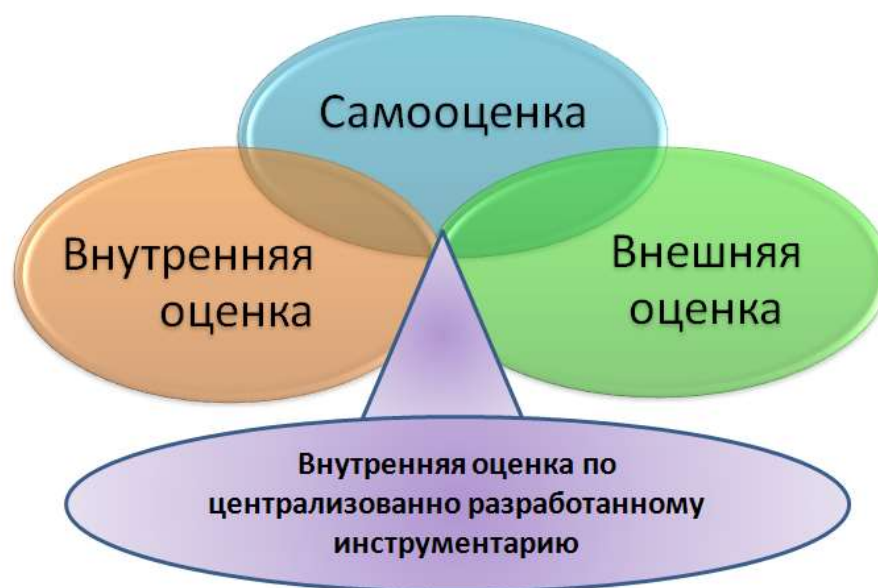 Самооценка
Внутренняя
оценка
Внешняя
оценка
Внутренняя оценка по
централизованно разработанному
инструментарию